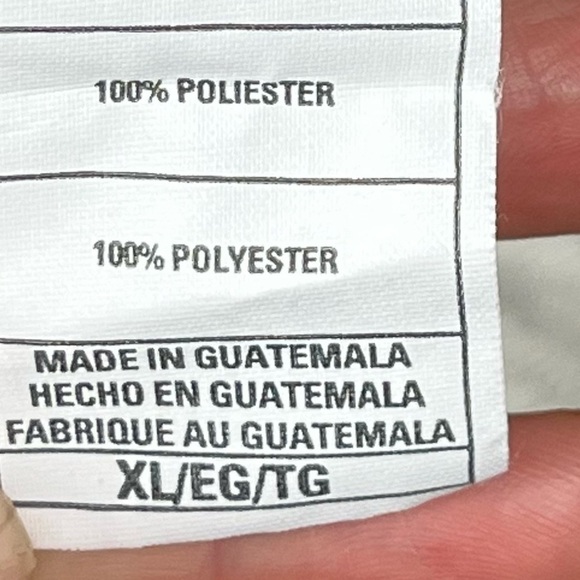 100% POLIESTER
100% POLYESTER
MADE IN GUATEMALA
HECHO EN GUATEMALA
FABRIQUE AU GUATEMALA
XL/EG/TG